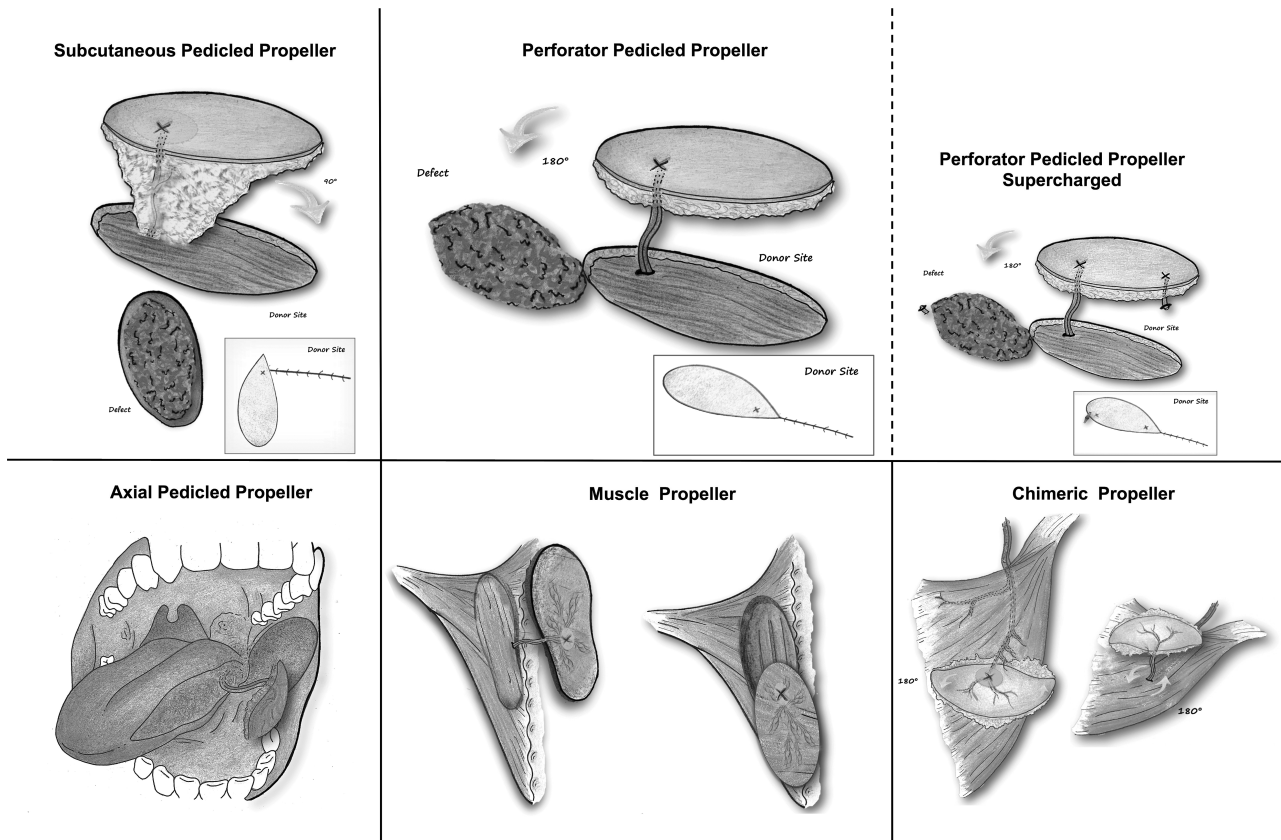 Subcutaneous Pedicled Propeller
90°
Donor Site
Defect
Donor Site
Perforator Pedicled Propeller
180°
Defect
Donor Site
Donor Site
Perforator Pedicled Propeller
Supercharged
180°
Defect
Donor Site
Donor Site
Axial Pedicled Propeller
Muscle Propeller
Chimeric Propeller
180°
180°